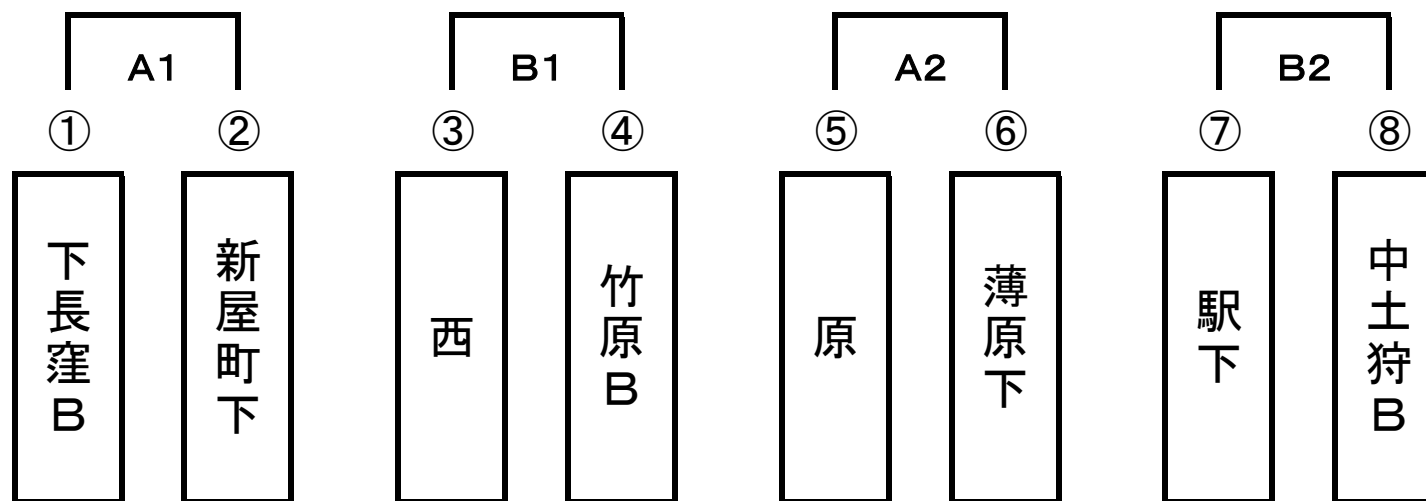 A1 B1 A2 B2
① ② ③ ④ ⑤ ⑥ ⑦ ⑧
下長窪B
新屋町下
西
竹原B
原
薄原下
駅下
中土狩B